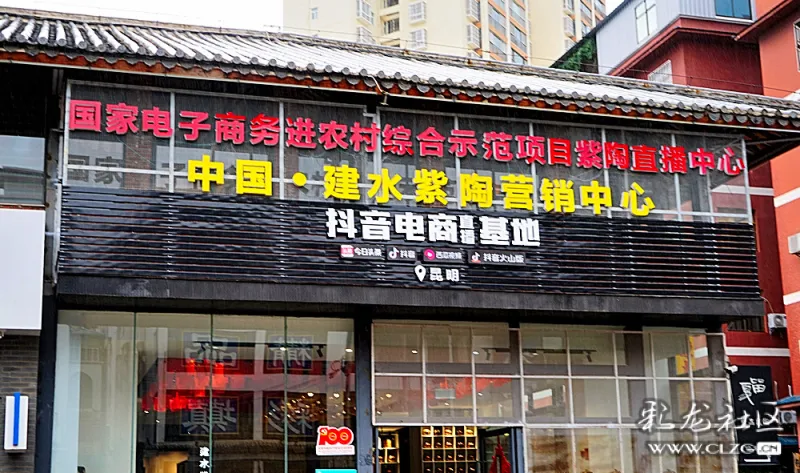 国家电子商务进农村综合示范项目紫陶直播中心
中国·建水紫陶营销中心
抖音电商直播基地
今日头条 抖音 西瓜视频 抖音火山版
昆明
100
建水
彩龙社区
WWW.CLZG.CN